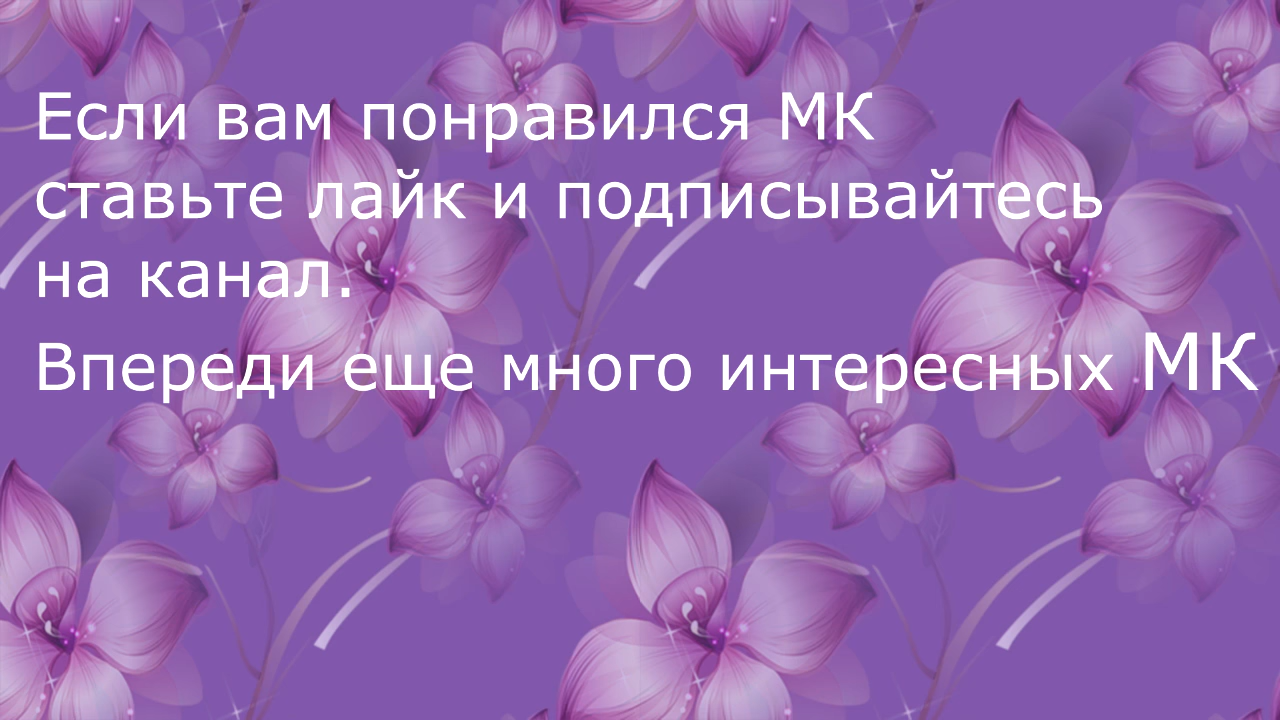 Если вам понравился МК
ставьте лайк и подписывайтесь
на канал.
Впереди еще много интересных МК